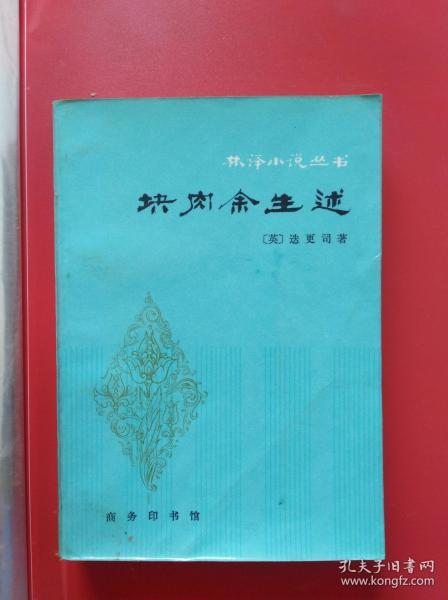 林译小说丛书
块肉余生述
〔英〕迭更司著
商务印书馆
孔夫子旧书网
www.kongfz.com